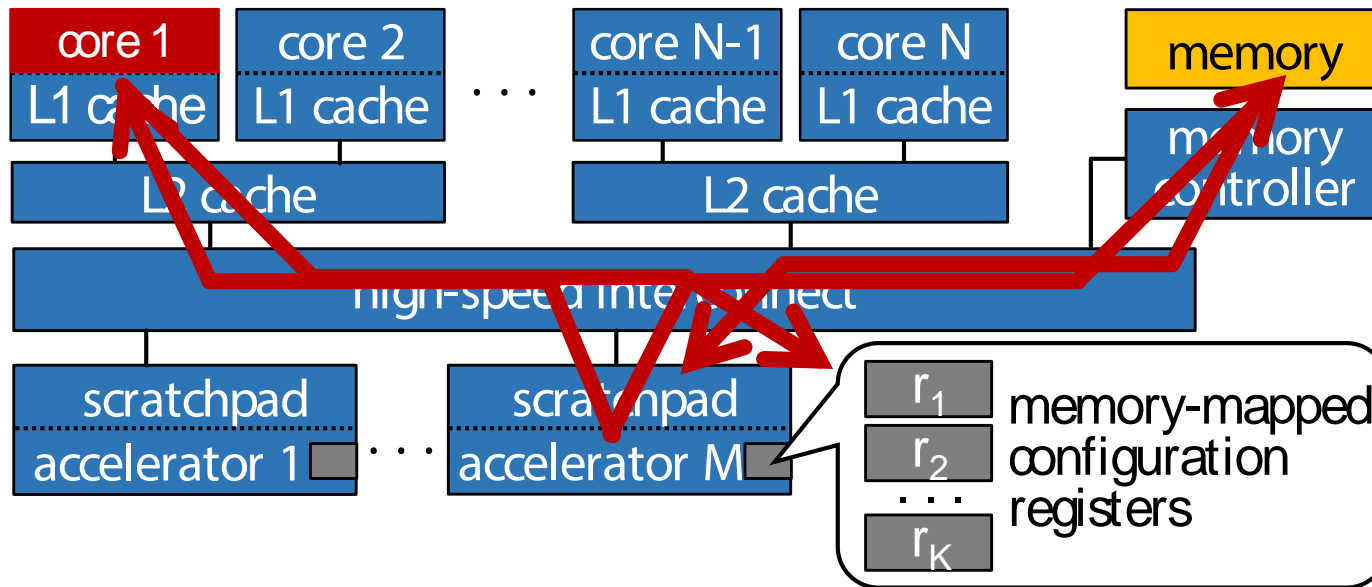 core 1
L1 cache
core 2
L1 cache
. . .
core N-1
L1 cache
core N
L1 cache
memory
memory
controller
L2 cache
L2 cache
high-speed interconnect
scratchpad
accelerator 1
. . .
scratchpad
accelerator M
r1
r2
. . .
rK
memory-mapped
configuration
registers